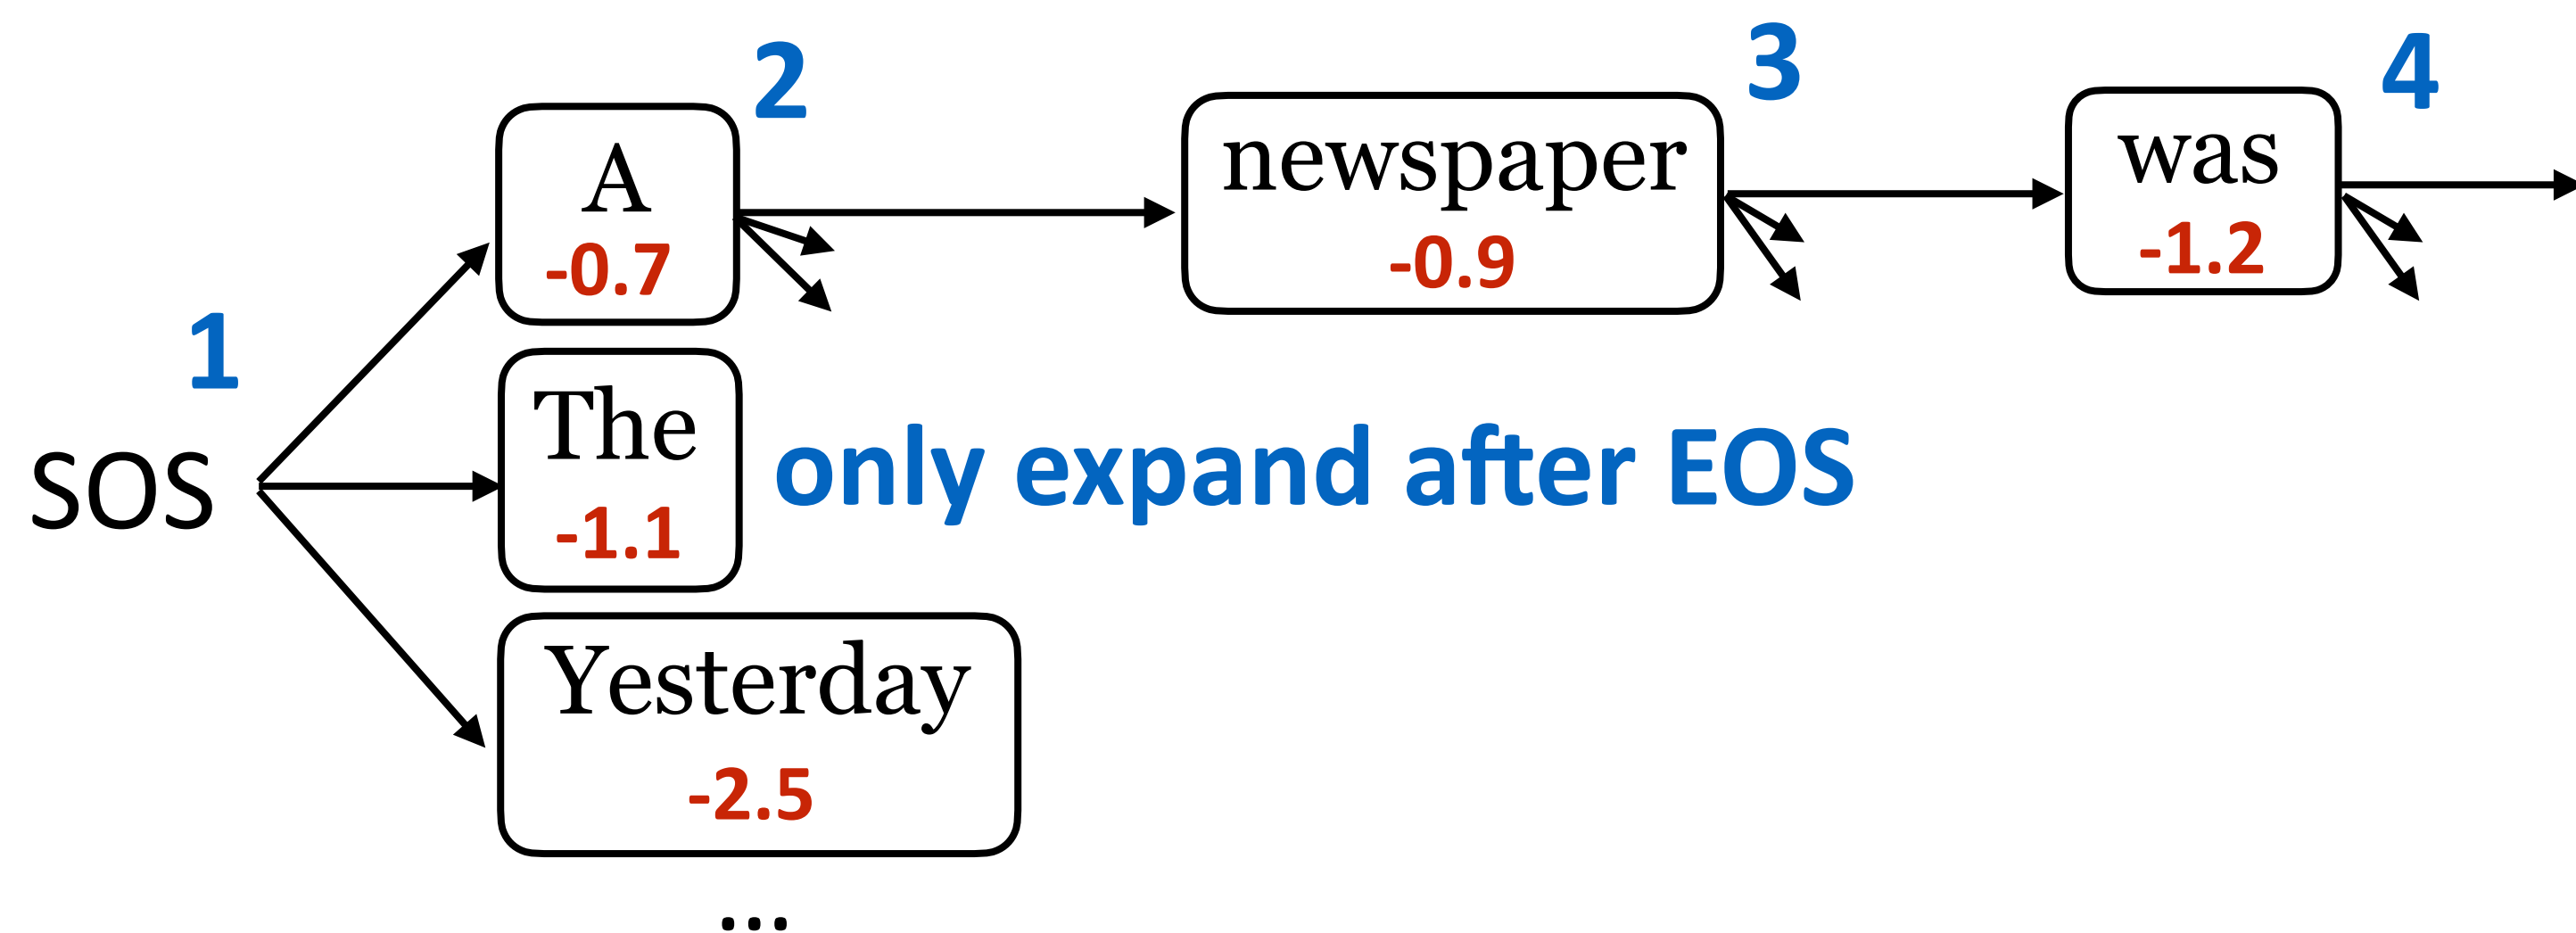 1
SOS
A
-0.7
2
newspaper
-0.9
3
was
-1.2
4
The
-1.1
only expand after EOS
Yesterday
-2.5
...